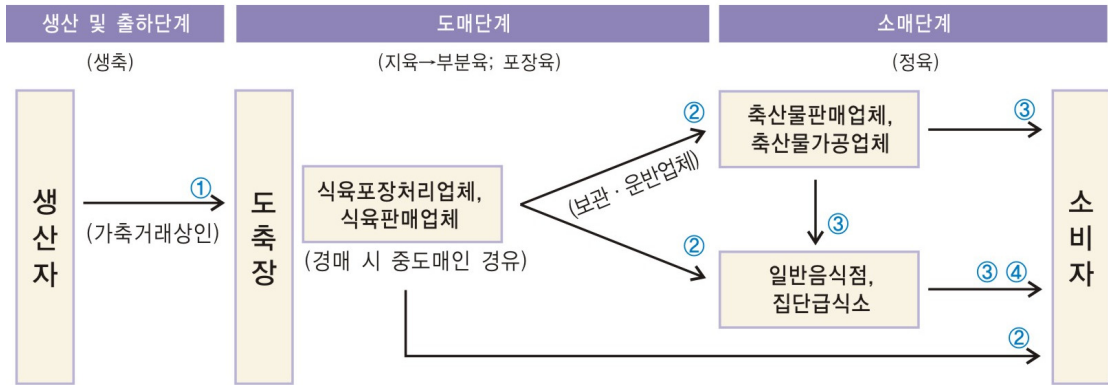 생산 및 출하단계
도매단계
소매단계
(생축)
(지육→부분육; 포장육)
(정육)
생산자
①
(가축거래상인)
도축장
식육포장처리업체,
식육판매업체
(경매 시 중도매인 경유)
②
(보관·운반업체)
②
축산물판매업체,
축산물가공업체
③
③
일반음식점,
집단급식소
③ ④
②
소비자